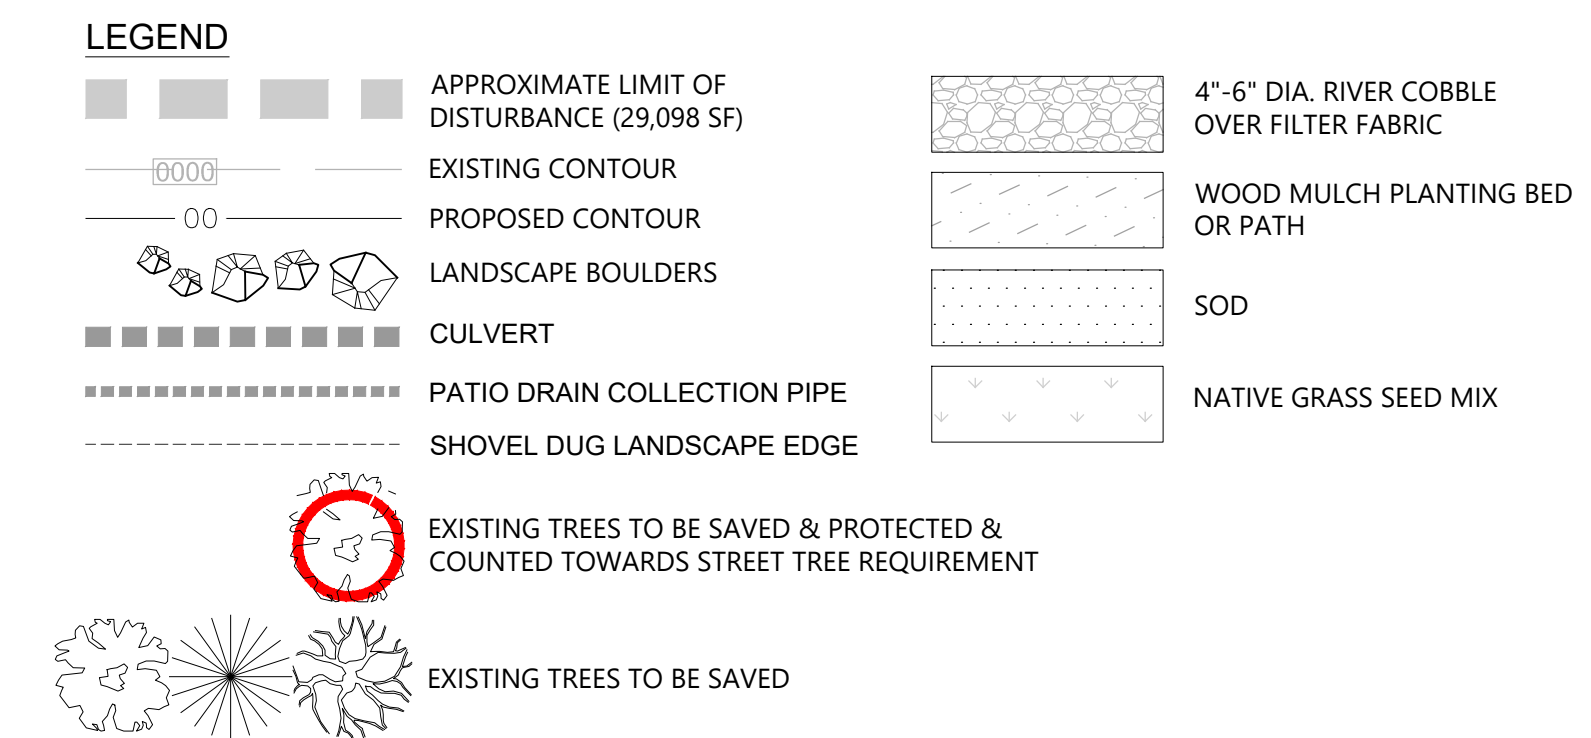 LEGEND
APPROXIMATE LIMIT OF
DISTURBANCE (29,098 SF)
0000
EXISTING CONTOUR
00
PROPOSED CONTOUR
LANDSCAPE BOULDERS
CULVERT
PATIO DRAIN COLLECTION PIPE
SHOVEL DUG LANDSCAPE EDGE
EXISTING TREES TO BE SAVED & PROTECTED &
COUNTED TOWARDS STREET TREE REQUIREMENT
EXISTING TREES TO BE SAVED
4"-6" DIA. RIVER COBBLE
OVER FILTER FABRIC
WOOD MULCH PLANTING BED
OR PATH
SOD
NATIVE GRASS SEED MIX